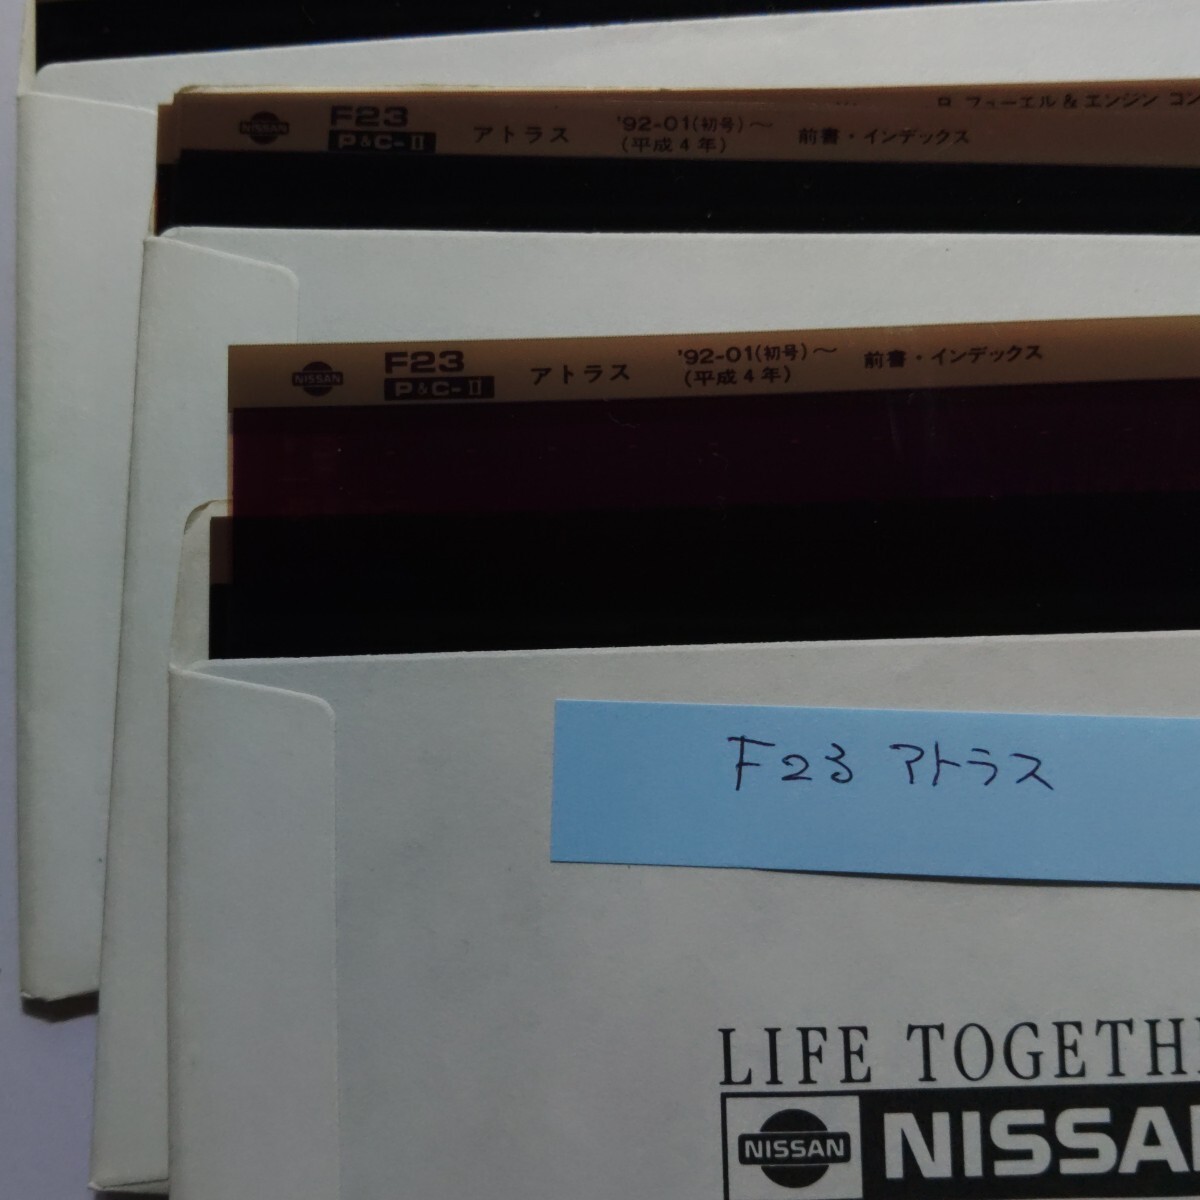 ロ フューエル & エンジン コン
NISSAN F23 アトラス '92-01(初号)～ 前書・インデックス
P&C-II (平成4年)
NISSAN F23 アトラス '92-01(初号)～ 前書・インデックス
P&C-II (平成4年)
F23 アトラス
LIFE TOGETH
NISSAN NISSAN